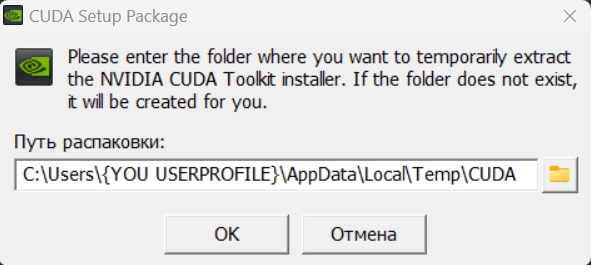 CUDA Setup Package
Please enter the folder where you want to temporarily extract
the NVIDIA CUDA Toolkit installer. If the folder does not exist,
it will be created for you.
Путь распаковки:
C:\Users\{YOU USERPROFILE}\AppData\Local\Temp\CUDA
OK
Отмена